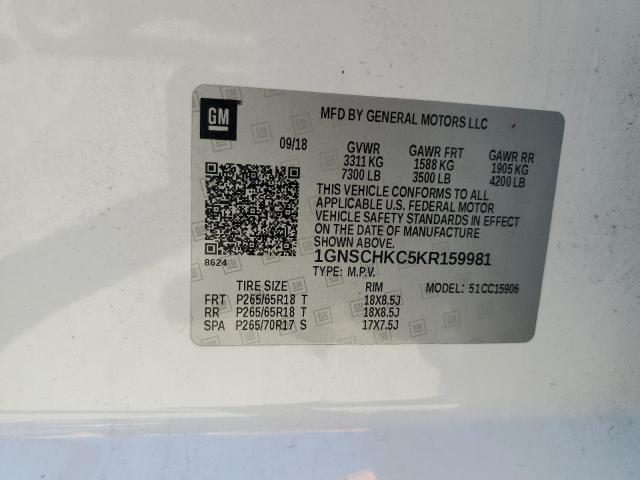 GM
MFD BY GENERAL MOTORS LLC
09/18 GVWR GAWR FRT GAWR RR
3311 KG 1588 KG 1905 KG
7300 LB 3500 LB 4200 LB
THIS VEHICLE CONFORMS TO ALL
APPLICABLE U.S. FEDERAL MOTOR
VEHICLE SAFETY STANDARDS IN EFFECT
ON THE DATE OF MANUFACTURE
SHOWN ABOVE.
8624
1GNSCHKC5KR159981
TYPE: M.P.V.
TIRE SIZE RIM MODEL: 51CC15906
FRT P265/65R18 T 18X8.5J
RR P265/65R18 T 18X8.5J
SPA P265/70R17 S 17X7.5J